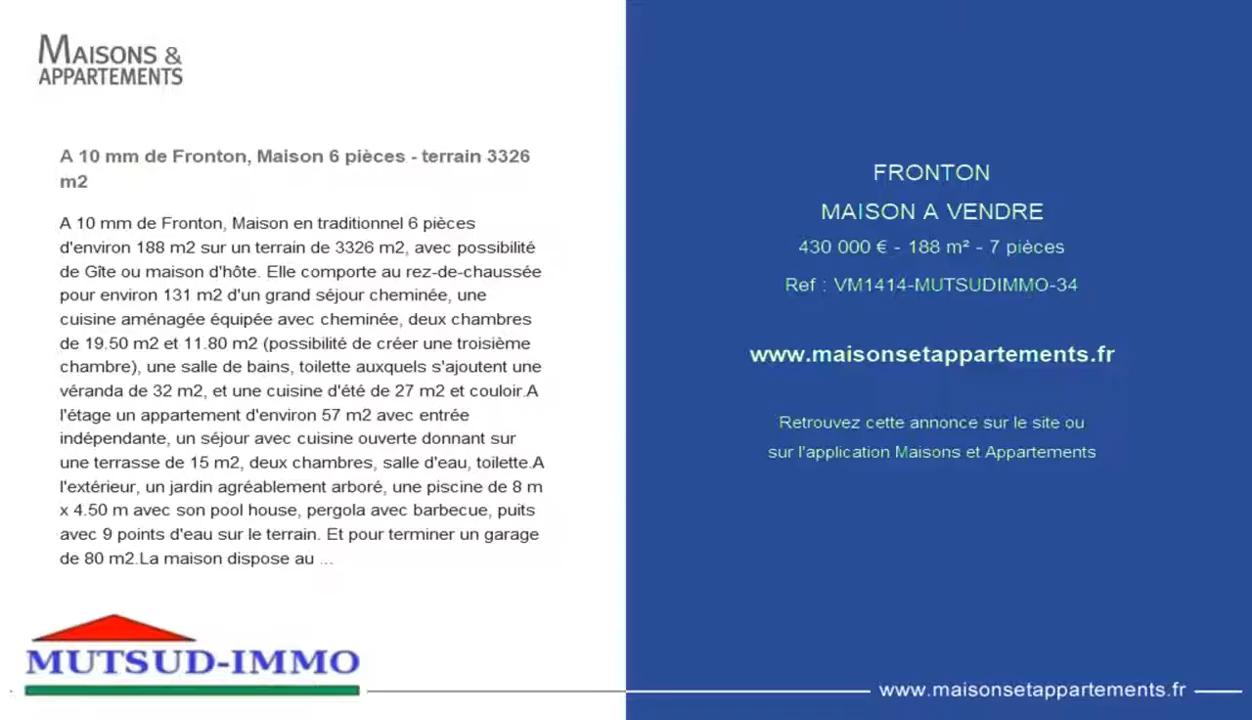 MAISONS &
APPARTEMENTS
A 10 mm de Fronton, Maison 6 pièces - terrain 3326
m2
A 10 mm de Fronton, Maison en traditionnel 6 pièces
d'environ 188 m2 sur un terrain de 3326 m2, avec possibilité
de Gîte ou maison d'hôte. Elle comporte au rez-de-chaussée
pour environ 131 m2 d'un grand séjour cheminée, une
cuisine aménagée équipée avec cheminée, deux chambres
de 19.50 m2 et 11.80 m2 (possibilité de créer une troisième
chambre), une salle de bains, toilette auxquels s'ajoutent une
véranda de 32 m2, et une cuisine d'été de 27 m2 et couloir.A
l'étage un appartement d'environ 57 m2 avec entrée
indépendante, un séjour avec cuisine ouverte donnant sur
une terrasse de 15 m2, deux chambres, salle d'eau, toilette.A
l'extérieur, un jardin agréablement arboré, une piscine de 8 m
x 4.50 m avec son pool house, pergola avec barbecue, puits
avec 9 points d'eau sur le terrain. Et pour terminer un garage
de 80 m2.La maison dispose au ...
MUTSUD-IMMO
FRONTON
MAISON A VENDRE
430 000 € - 188 m² - 7 pièces
Ref : VM1414-MUTSUDIMMO-34
www.maisonsetappartements.fr
Retrouvez cette annonce sur le site ou
sur l'application Maisons et Appartements
www.maisonsetappartements.fr